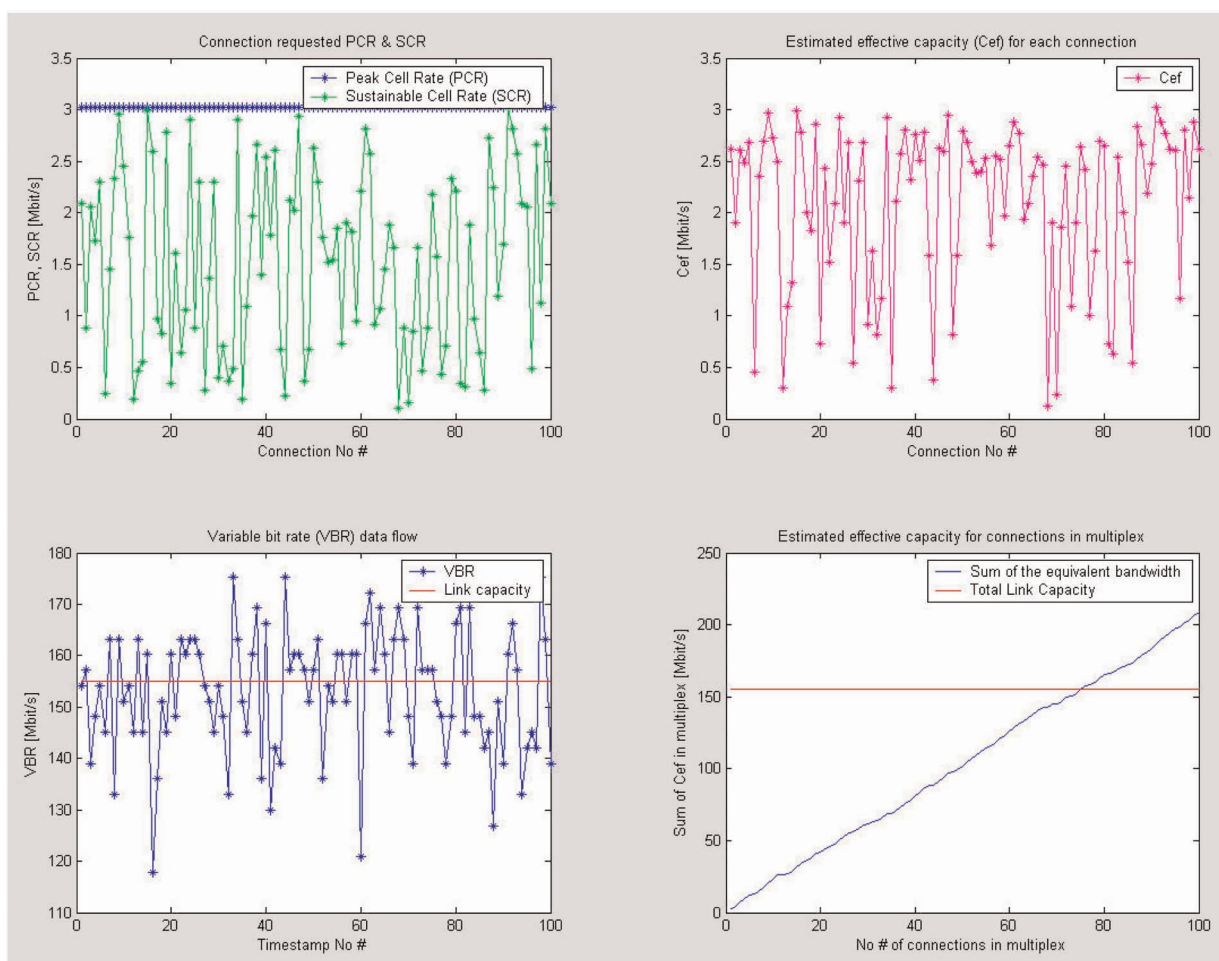 Connection requested PCR & SCR
3.5
3
2.5
2
1.5
1
0.5
0
PCR, SCR [Mbit/s]
Peak Cell Rate (PCR)
Sustainable Cell Rate (SCR)
0 20 40 60 80 100
Connection No #
Estimated effective capacity (Cef) for each connection
3.5
3
2.5
2
1.5
1
0.5
0
Cef [Mbit/s]
Cef
0 20 40 60 80 100
Connection No #
Variable bit rate (VBR) data flow
180
170
160
150
140
130
120
110
VBR [Mbit/s]
VBR
Link capacity
0 20 40 60 80 100
Timestamp No #
Estimated effective capacity for connections in multiplex
250
200
150
100
50
0
Sum of Cef in multiplex [Mbit/s]
Sum of the equivalent bandwidth
Total Link Capacity
0 20 40 60 80 100
No # of connections in multiplex